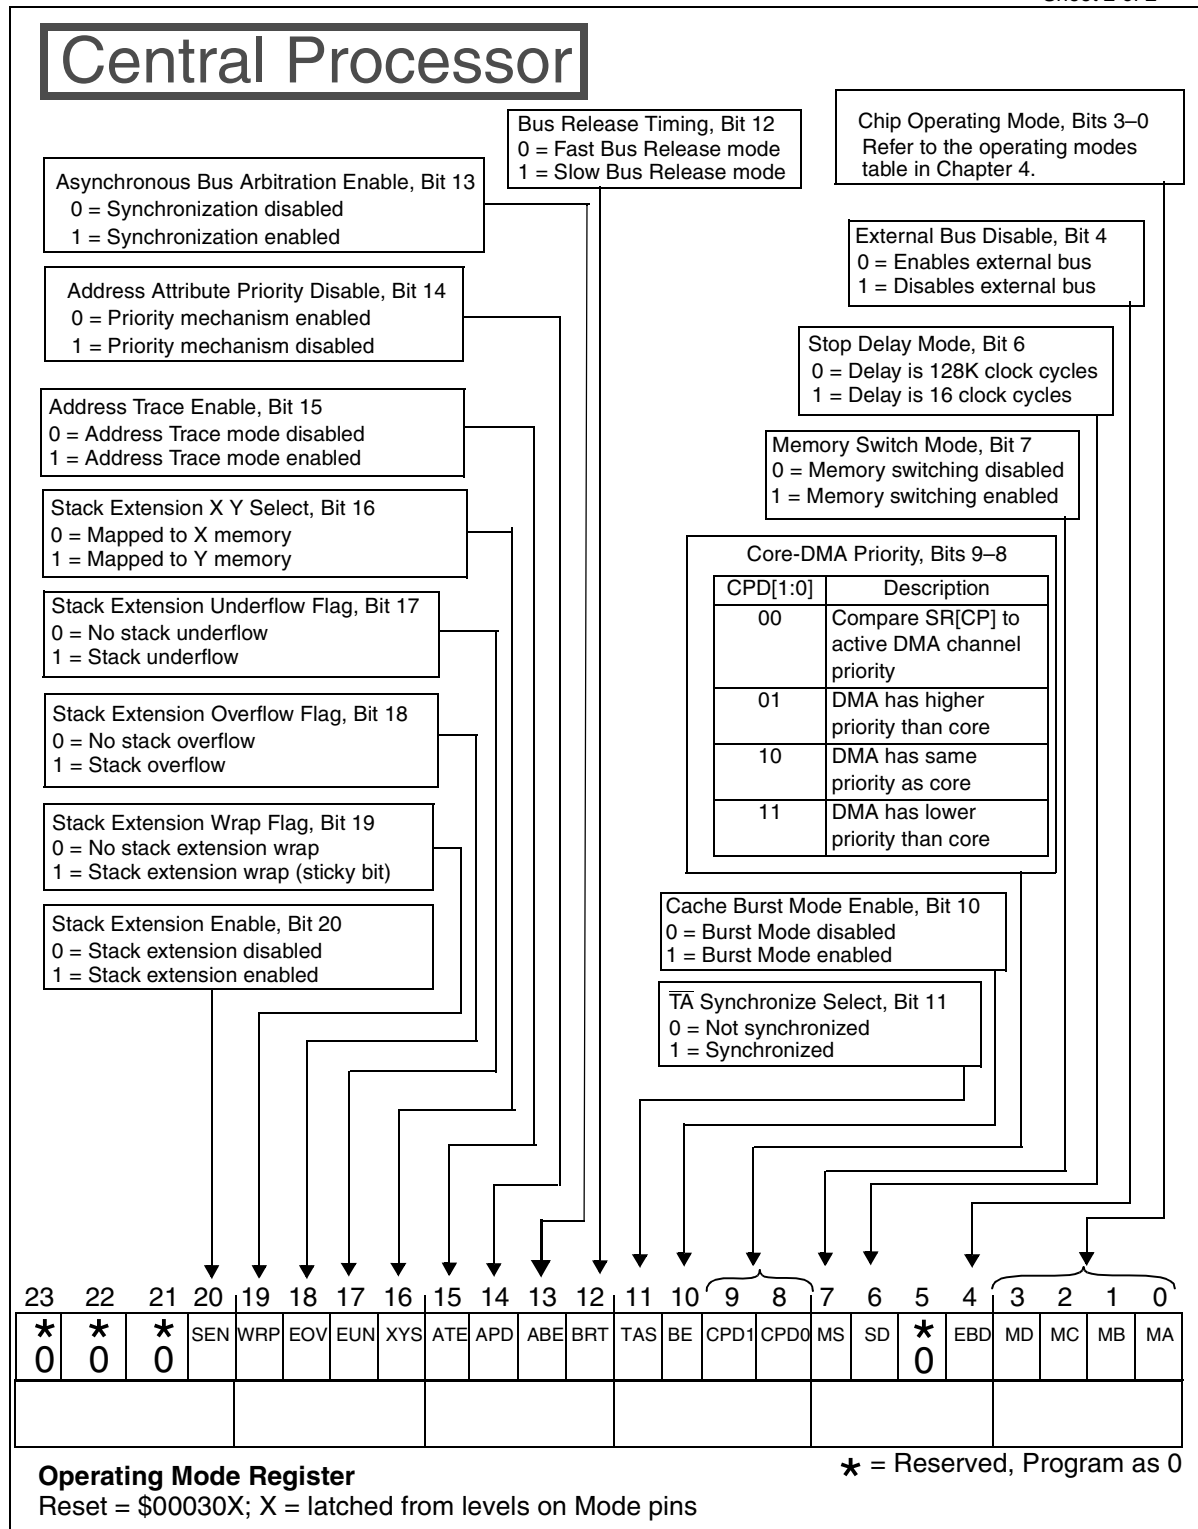 Central Processor
Bus Release Timing, Bit 12
0 = Fast Bus Release mode
1 = Slow Bus Release mode
Chip Operating Mode, Bits 3–0
Refer to the operating modes
table in Chapter 4.
Asynchronous Bus Arbitration Enable, Bit 13
0 = Synchronization disabled
1 = Synchronization enabled
External Bus Disable, Bit 4
0 = Enables external bus
1 = Disables external bus
Address Attribute Priority Disable, Bit 14
0 = Priority mechanism enabled
1 = Priority mechanism disabled
Stop Delay Mode, Bit 6
0 = Delay is 128K clock cycles
1 = Delay is 16 clock cycles
Address Trace Enable, Bit 15
0 = Address Trace mode disabled
1 = Address Trace mode enabled
Memory Switch Mode, Bit 7
0 = Memory switching disabled
1 = Memory switching enabled
Stack Extension X Y Select, Bit 16
0 = Mapped to X memory
1 = Mapped to Y memory
Core-DMA Priority, Bits 9–8
CPD[1:0] Description
00 Compare SR[CP] to
active DMA channel
priority
01 DMA has higher
priority than core
10 DMA has same
priority as core
11 DMA has lower
priority than core
Stack Extension Underflow Flag, Bit 17
0 = No stack underflow
1 = Stack underflow
Stack Extension Overflow Flag, Bit 18
0 = No stack overflow
1 = Stack overflow
Stack Extension Wrap Flag, Bit 19
0 = No stack extension wrap
1 = Stack extension wrap (sticky bit)
Stack Extension Enable, Bit 20
0 = Stack extension disabled
1 = Stack extension enabled
Cache Burst Mode Enable, Bit 10
0 = Burst Mode disabled
1 = Burst Mode enabled
TA Synchronize Select, Bit 11
0 = Not synchronized
1 = Synchronized
23 22 21 20 19 18 17 16 15 14 13 12 11 10 9 8 7 6 5 4 3 2 1 0
* * * SEN WRP EOV EUN XYS ATE APD ABE BRT TAS BE CPD1 CPD0 MS SD * EBD MD MC MB MA
0 0 0 0
* = Reserved, Program as 0
Operating Mode Register
Reset = $00030X; X = latched from levels on Mode pins